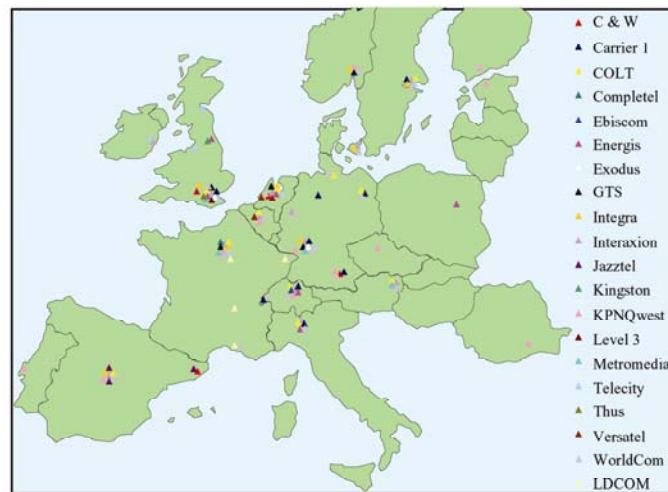 C & W
Carrier 1
COLT
Completel
Ebiscom
Energis
Exodus
GTS
Integra
Interaxion
Jazztel
Kingston
KPNQwest
Level 3
Metromedia
Telecity
Thus
Versatel
WorldCom
LDCOM